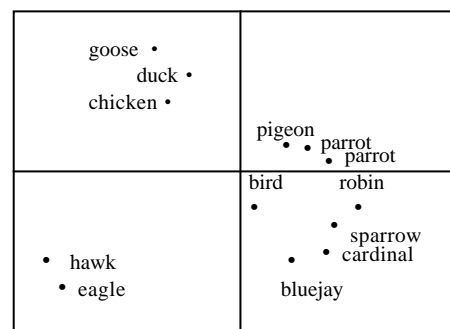 goose
duck
chicken
pigeon
parrot
parrot
bird
robin
sparrow
cardinal
bluejay
hawk
eagle